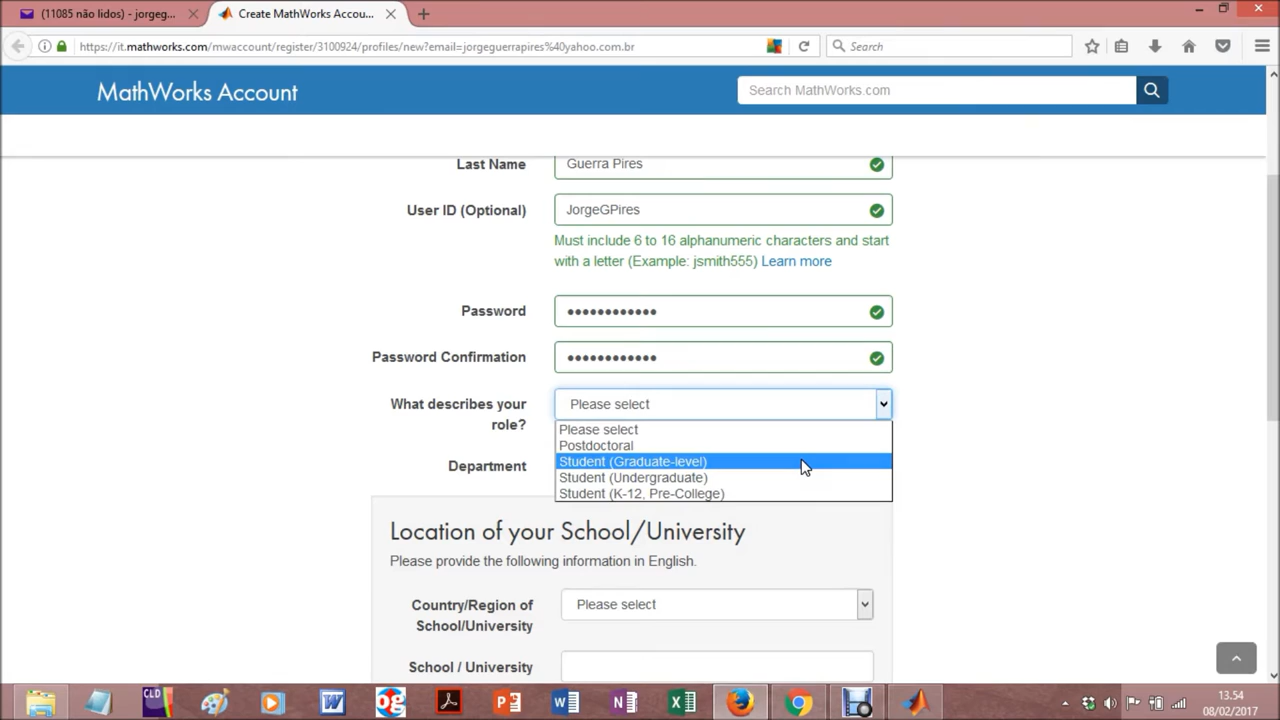 (11085 não lidos) - jorgeg...
Create MathWorks Accou...
https://it.mathworks.com/mwaccount/register/3100924/profiles/new?email=jorgeguerrapires%40yahoo.com.br
Search
MathWorks Account
Search MathWorks.com
Last Name
Guerra Pires
User ID (Optional)
JorgeGPires
Must include 6 to 16 alphanumeric characters and start
with a letter (Example: jsmith555) Learn more
Password
••••••••••••
Password Confirmation
••••••••••••
What describes your
role?
Please select
Please select
Postdoctoral
Student (Graduate-level)
Student (Undergraduate)
Student (K-12, Pre-College)
Department
Location of your School/University
Please provide the following information in English.
Country/Region of
School/University
Please select
School / University
CLD
13.54
08/02/2017